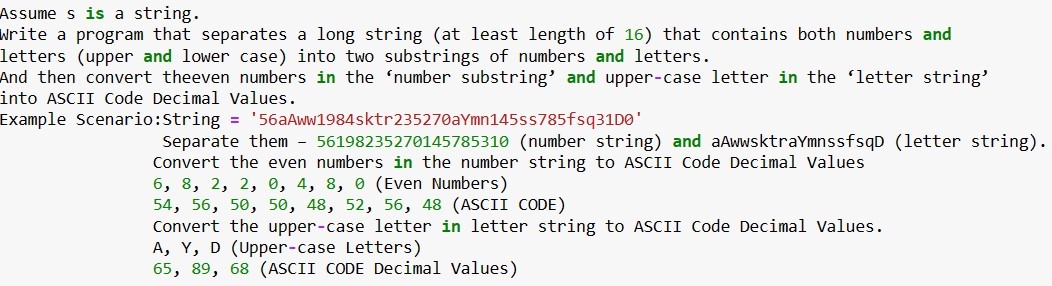 Assume s is a string.
Write a program that separates a long string (at least length of 16) that contains both numbers and
letters (upper and lower case) into two substrings of numbers and letters.
And then convert theeven numbers in the ‘number substring’ and upper-case letter in the ‘letter string’
into ASCII Code Decimal Values.
Example Scenario:String = '56aAww1984sktr235270aYmn145ss785fsq31D0'
Separate them – 56198235270145785310 (number string) and aAwwsktraYmnssfsqD (letter string).
Convert the even numbers in the number string to ASCII Code Decimal Values
6, 8, 2, 2, 0, 4, 8, 0 (Even Numbers)
54, 56, 50, 50, 48, 52, 56, 48 (ASCII CODE)
Convert the upper-case letter in letter string to ASCII Code Decimal Values.
A, Y, D (Upper-case Letters)
65, 89, 68 (ASCII CODE Decimal Values)